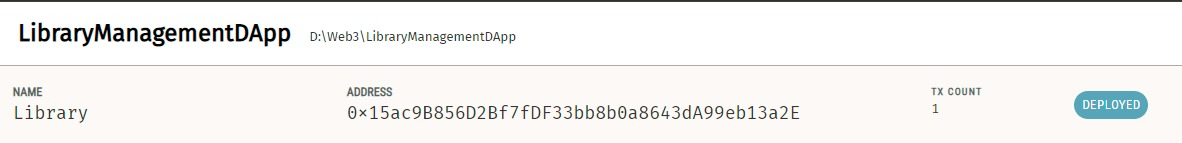 LibraryManagementDApp D:\Web3\LibraryManagementDApp
NAME ADDRESS TX COUNT
Library 0×15ac9B856D2Bf7fDF33bb8b0a8643dA99eb13a2E 1 DEPLOYED